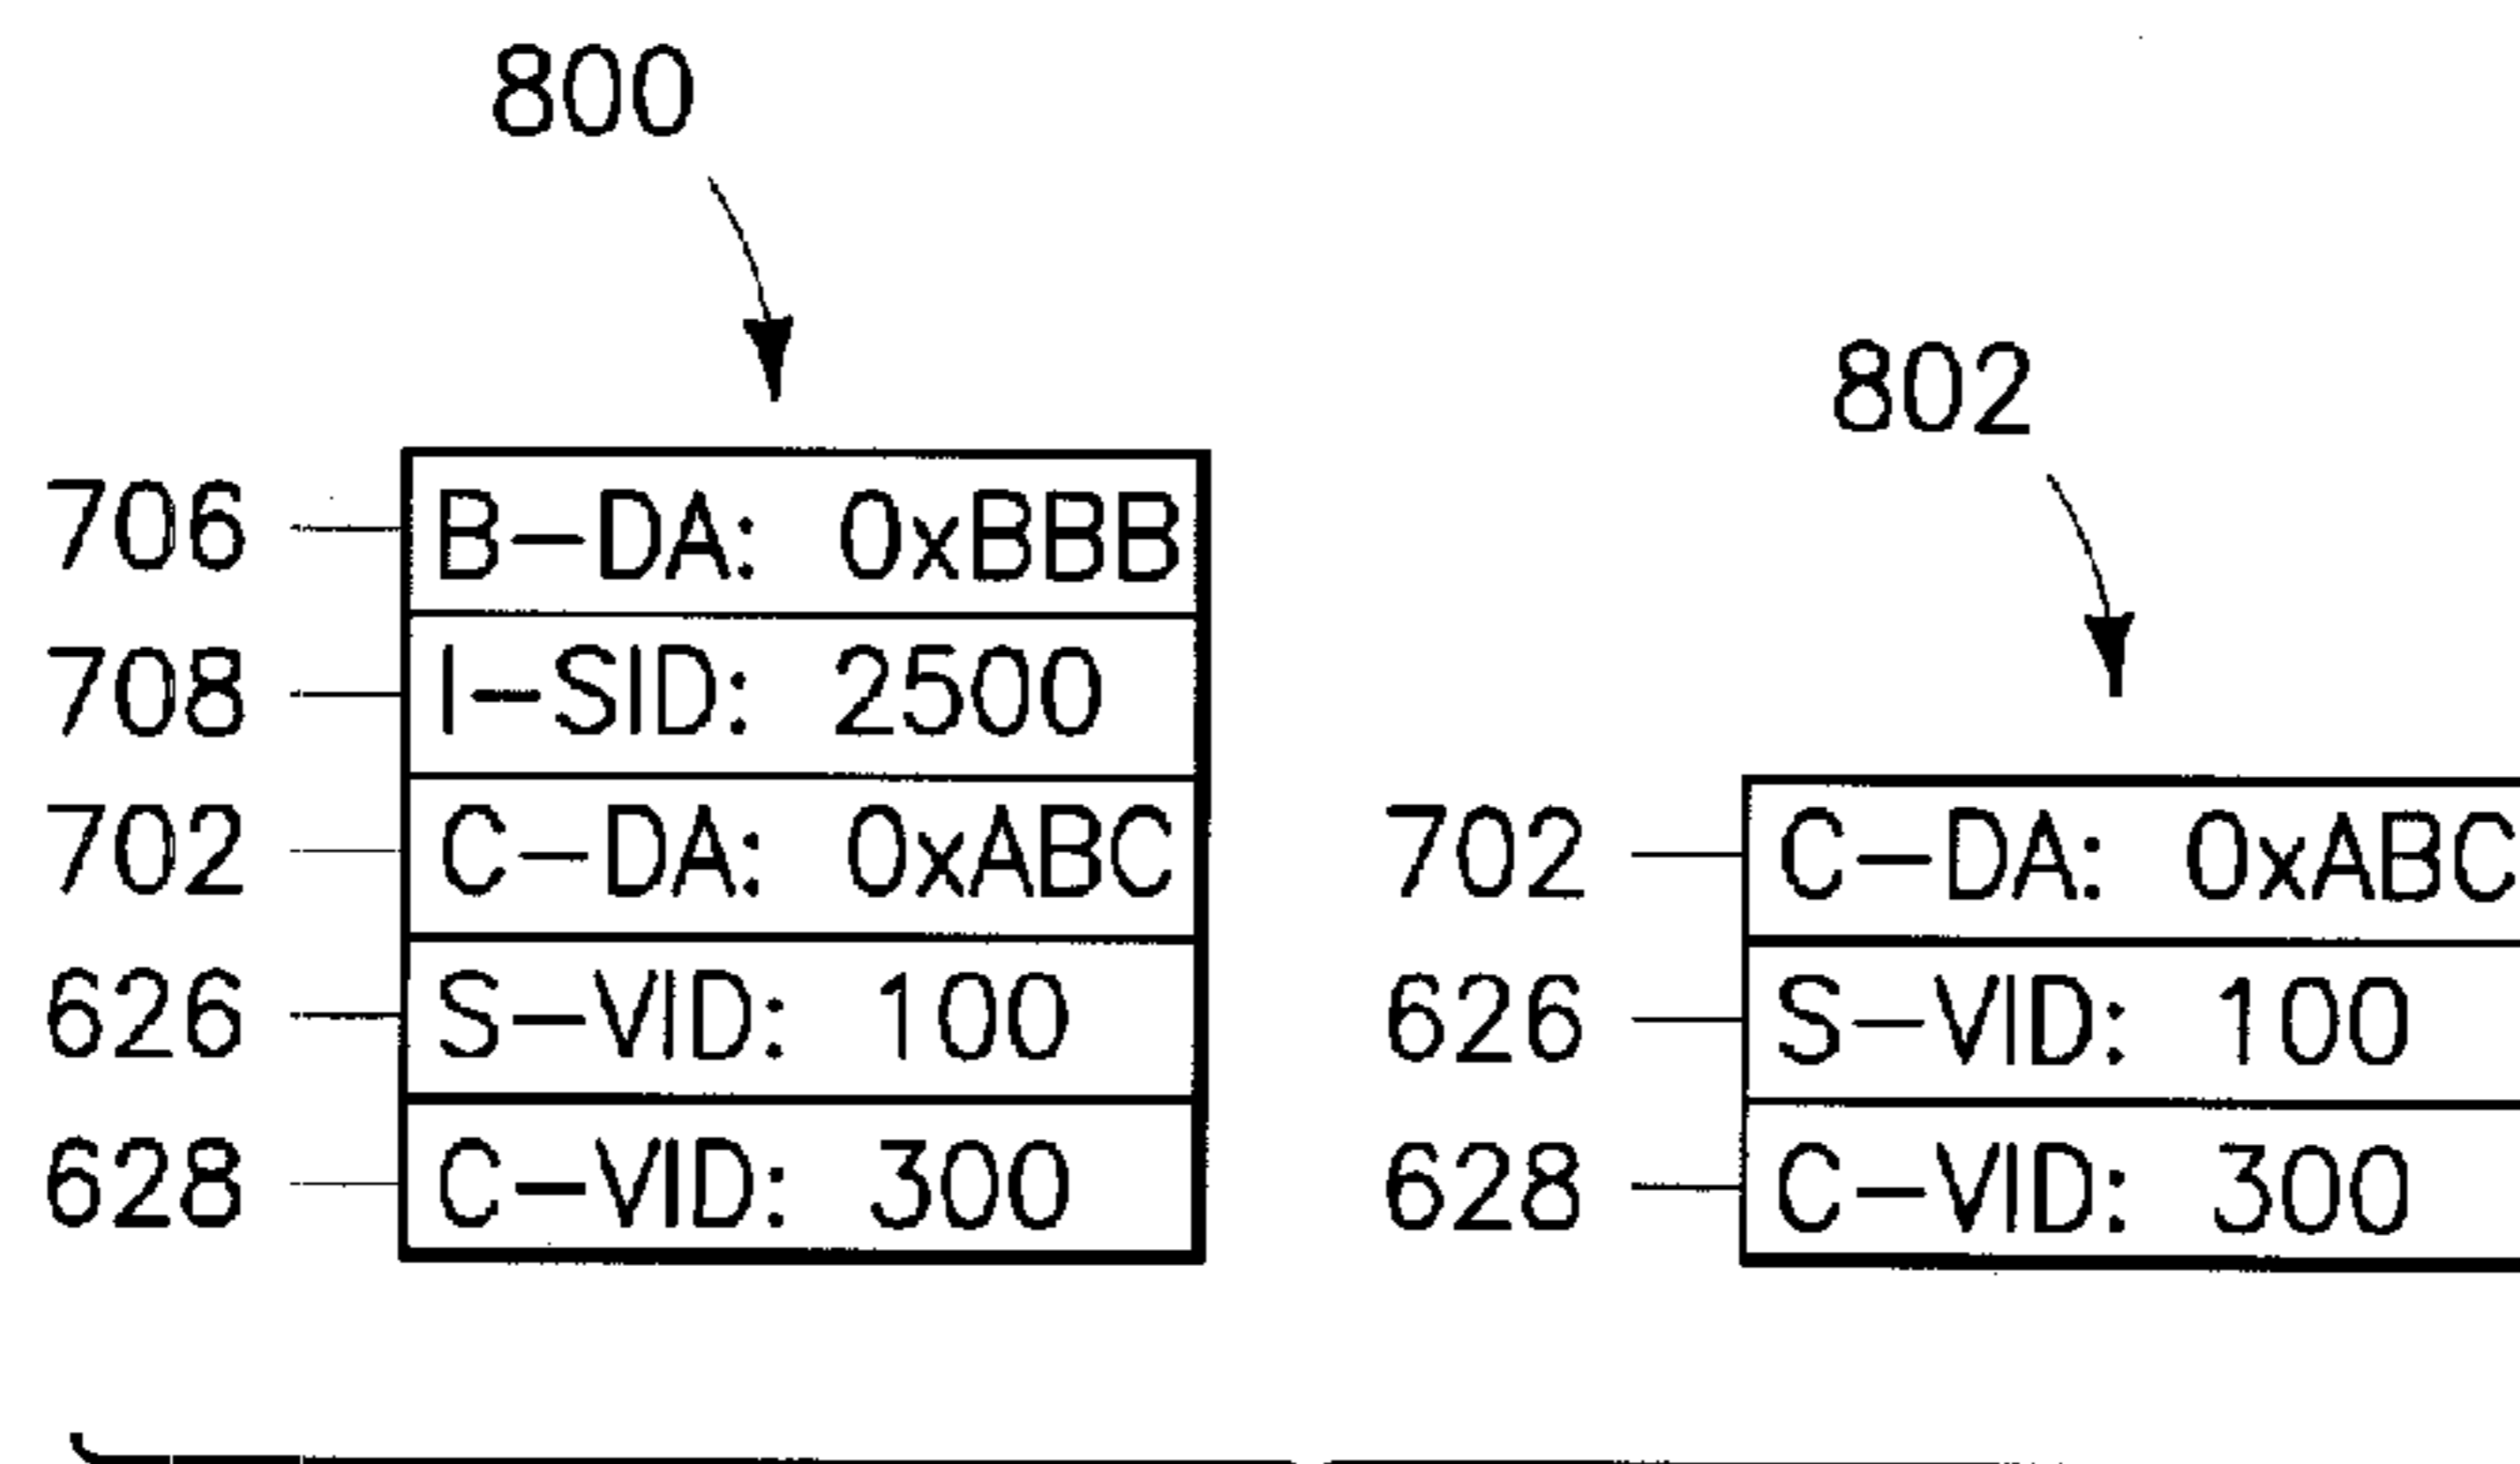 800
706 B-DA: 0xBBB
708 I-SID: 2500
702 C-DA: 0xABC
626 S-VID: 100
628 C-VID: 300
802
702 C-DA: 0xABC
626 S-VID: 100
628 C-VID: 300